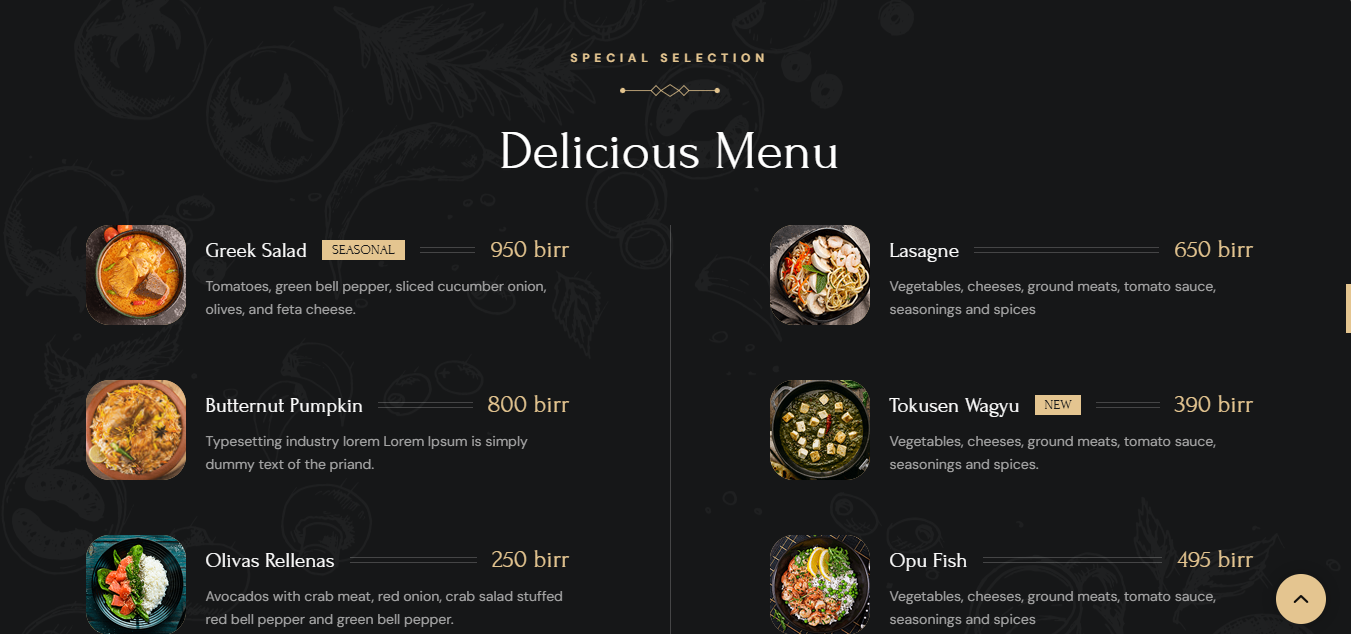 SPECIAL SELECTION
Delicious Menu
Greek Salad SEASONAL 950 birr
Tomatoes, green bell pepper, sliced cucumber onion,
olives, and feta cheese.
Butternut Pumpkin 800 birr
Typesetting industry lorem Lorem Ipsum is simply
dummy text of the priand.
Olivas Rellenas 250 birr
Avocados with crab meat, red onion, crab salad stuffed
red bell pepper and green bell pepper.
Lasagne 650 birr
Vegetables, cheeses, ground meats, tomato sauce,
seasonings and spices
Tokusen Wagyu NEW 390 birr
Vegetables, cheeses, ground meats, tomato sauce,
seasonings and spices.
Opu Fish 495 birr
Vegetables, cheeses, ground meats, tomato sauce,
seasonings and spices